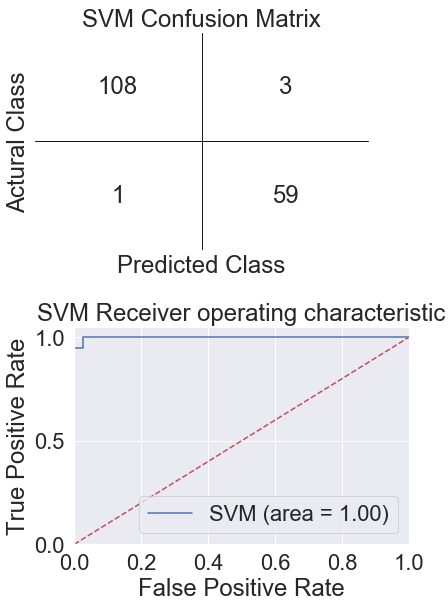 SVM Confusion Matrix
Actural Class
108 3
1 59
Predicted Class
SVM Receiver operating characteristic
True Positive Rate
1.0
0.5
0.0
SVM (area = 1.00)
0.0 0.2 0.4 0.6 0.8 1.0
False Positive Rate